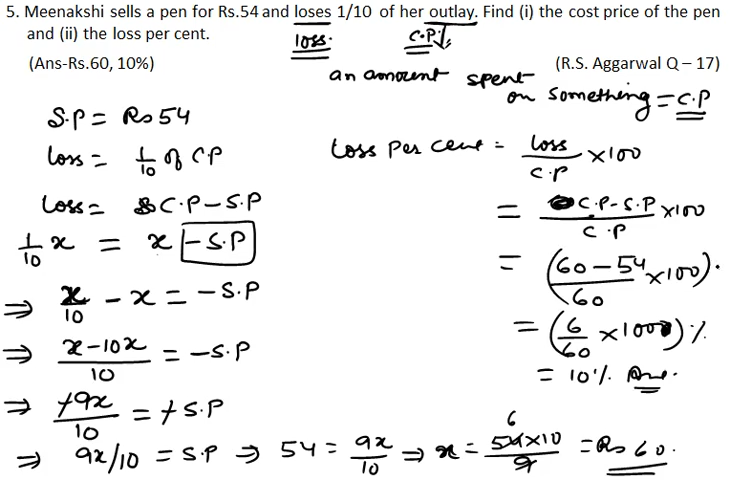 5. Meenakshi sells a pen for Rs.54 and loses 1/10 of her outlay. Find (i) the cost price of the pen
and (ii) the loss per cent.
loss. C.P
(Ans-Rs.60, 10%) (R.S. Aggarwal Q – 17)
an amount spent
on something = C.P
S.P = Rs 54
loss = 1/10 of C.P
Loss = C.P – S.P
1/10 x = x – S.P
⇒ x/10 – x = – S.P
⇒ x – 10x/10 = – S.P
⇒ +9x/10 = + S.P
⇒ 9x/10 = S.P ⇒ 54 = 9x/10 ⇒ x = 6 54×10/9 = Rs 60.
Loss Per cent = Loss/C.P ×100
= C.P – S.P/C.P ×100
= (60 – 54/60 ×100).
= (6/60 ×100)%
= 10% Ans.